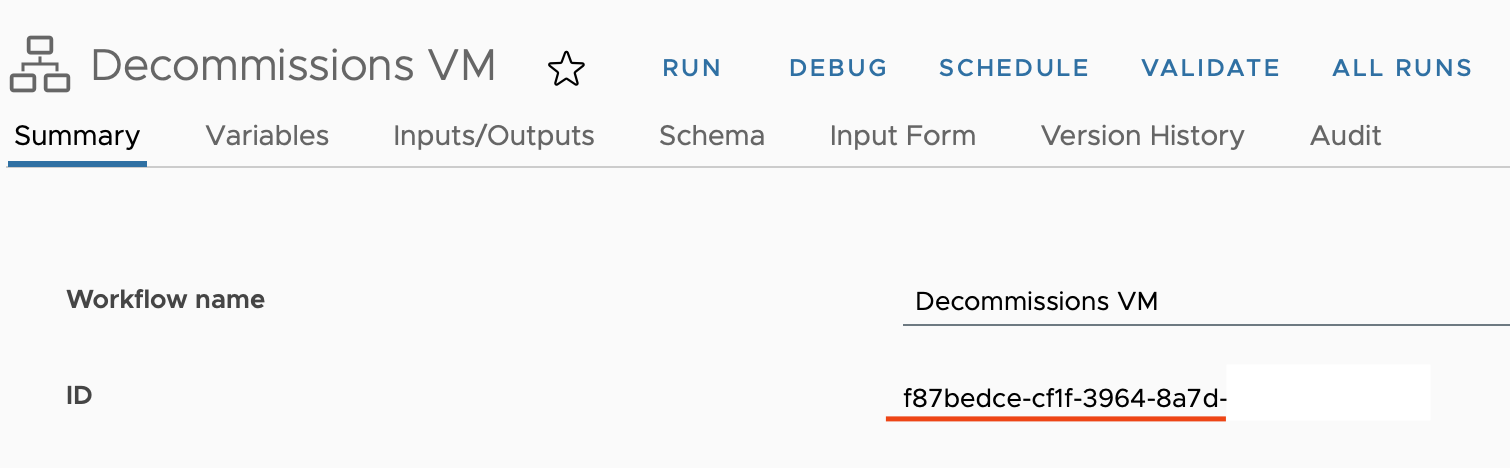 Decommissions VM RUN DEBUG SCHEDULE VALIDATE ALL RUNS
Summary Variables Inputs/Outputs Schema Input Form Version History Audit
Workflow name Decommissions VM
ID f87bedce-cf1f-3964-8a7d-